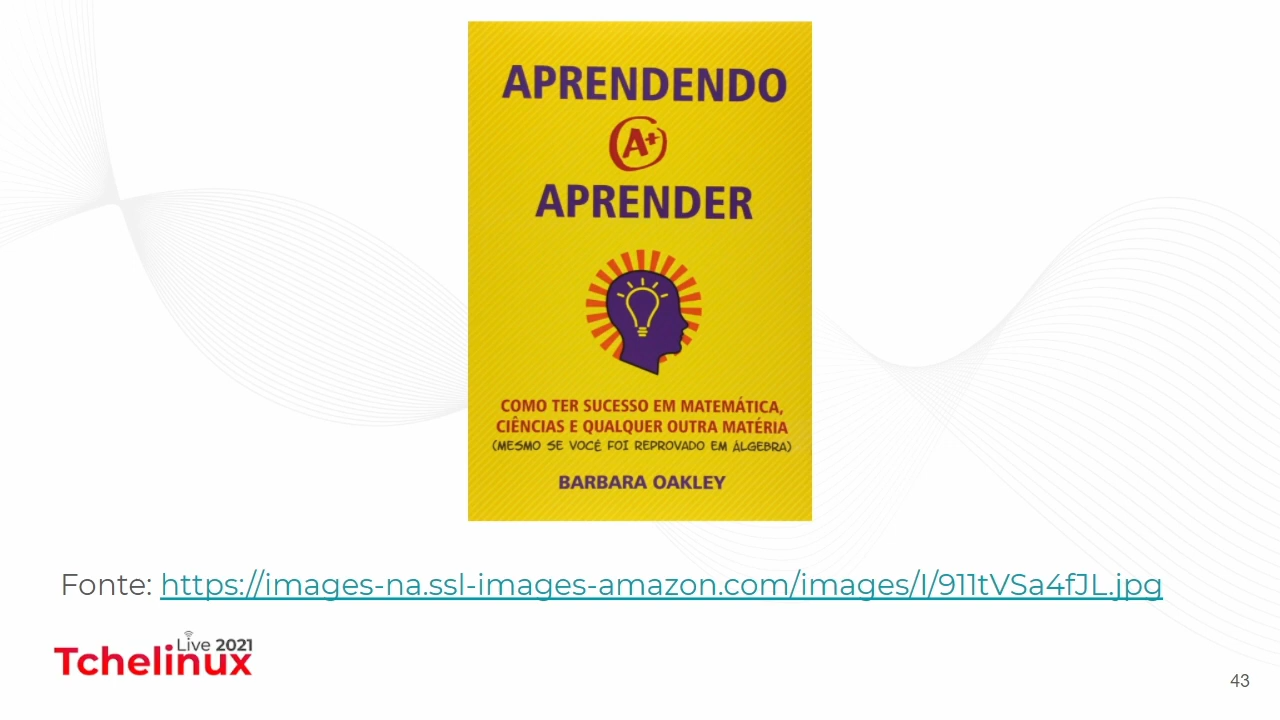 APRENDENDO
A+
APRENDER
COMO TER SUCESSO EM MATEMÁTICA,
CIÊNCIAS E QUALQUER OUTRA MATÉRIA
(MESMO SE VOCÊ FOI REPROVADO EM ÁLGEBRA)
BARBARA OAKLEY
Fonte: https://images-na.ssl-images-amazon.com/images/I/911tVSa4fJL.jpg
Live 2021
Tchelinux
43